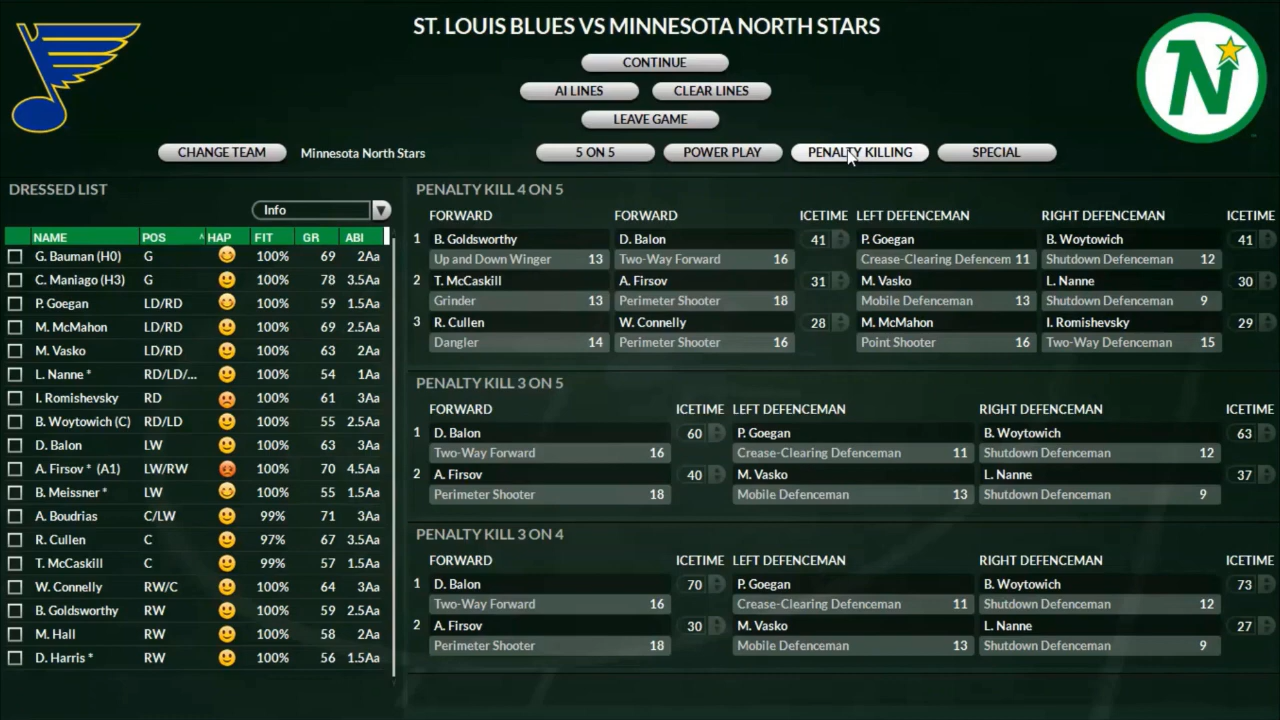 ST. LOUIS BLUES VS MINNESOTA NORTH STARS
CONTINUE
AI LINES CLEAR LINES
LEAVE GAME
CHANGE TEAM Minnesota North Stars 5 ON 5 POWER PLAY PENALTY KILLING SPECIAL
DRESSED LIST
Info
NAME POS ^ HAP FIT GR ABI
G. Bauman (H0) G 100% 69 2Aa
C. Maniago (H3) G 100% 78 3.5Aa
P. Goegan LD/RD 100% 59 1.5Aa
M. McMahon LD/RD 100% 69 2.5Aa
M. Vasko LD/RD 100% 63 2Aa
L. Nanne * RD/LD/... 100% 54 1Aa
I. Romishevsky RD 100% 61 3Aa
B. Woytowich (C) RD/LD 100% 55 2.5Aa
D. Balon LW 100% 63 3Aa
A. Firsov * (A1) LW/RW 100% 70 4.5Aa
B. Meissner * LW 100% 55 1.5Aa
A. Boudrias C/LW 99% 71 3Aa
R. Cullen C 97% 67 3.5Aa
T. McCaskill C 99% 57 1.5Aa
W. Connelly RW/C 100% 64 3Aa
B. Goldsworthy RW 100% 59 2.5Aa
M. Hall RW 100% 58 2Aa
D. Harris * RW 100% 56 1.5Aa
PENALTY KILL 4 ON 5
FORWARD FORWARD ICETIME LEFT DEFENCEMAN RIGHT DEFENCEMAN ICETIME
1 B. Goldsworthy D. Balon 41 P. Goegan B. Woytowich 41
Up and Down Winger 13 Two-Way Forward 16 Crease-Clearing Defencem 11 Shutdown Defenceman 12
2 T. McCaskill A. Firsov 31 M. Vasko L. Nanne 30
Grinder 13 Perimeter Shooter 18 Mobile Defenceman 13 Shutdown Defenceman 9
3 R. Cullen W. Connelly 28 M. McMahon I. Romishevsky 29
Dangler 14 Perimeter Shooter 16 Point Shooter 16 Two-Way Defenceman 15
PENALTY KILL 3 ON 5
FORWARD ICETIME LEFT DEFENCEMAN RIGHT DEFENCEMAN ICETIME
1 D. Balon 60 P. Goegan B. Woytowich 63
Two-Way Forward 16 Crease-Clearing Defenceman 11 Shutdown Defenceman 12
2 A. Firsov 40 M. Vasko L. Nanne 37
Perimeter Shooter 18 Mobile Defenceman 13 Shutdown Defenceman 9
PENALTY KILL 3 ON 4
FORWARD ICETIME LEFT DEFENCEMAN RIGHT DEFENCEMAN ICETIME
1 D. Balon 70 P. Goegan B. Woytowich 73
Two-Way Forward 16 Crease-Clearing Defenceman 11 Shutdown Defenceman 12
2 A. Firsov 30 M. Vasko L. Nanne 27
Perimeter Shooter 18 Mobile Defenceman 13 Shutdown Defenceman 9